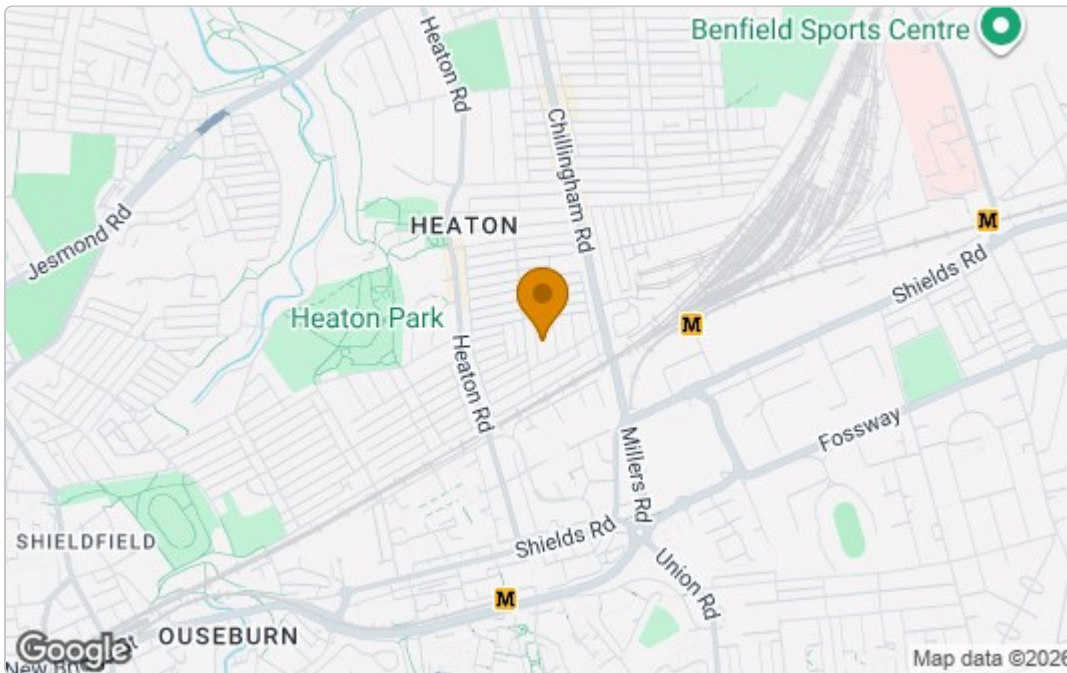 Benfield Sports Centre
Heaton Rd
Chillingham Rd
Jesmond Rd
HEATON
M
Shields Rd
Heaton Park
M
Heaton Rd
Fossway
Millers Rd
SHIELDFIELD
Shields Rd
Union Rd
M
OUSEBURN
Google
Map data ©2026